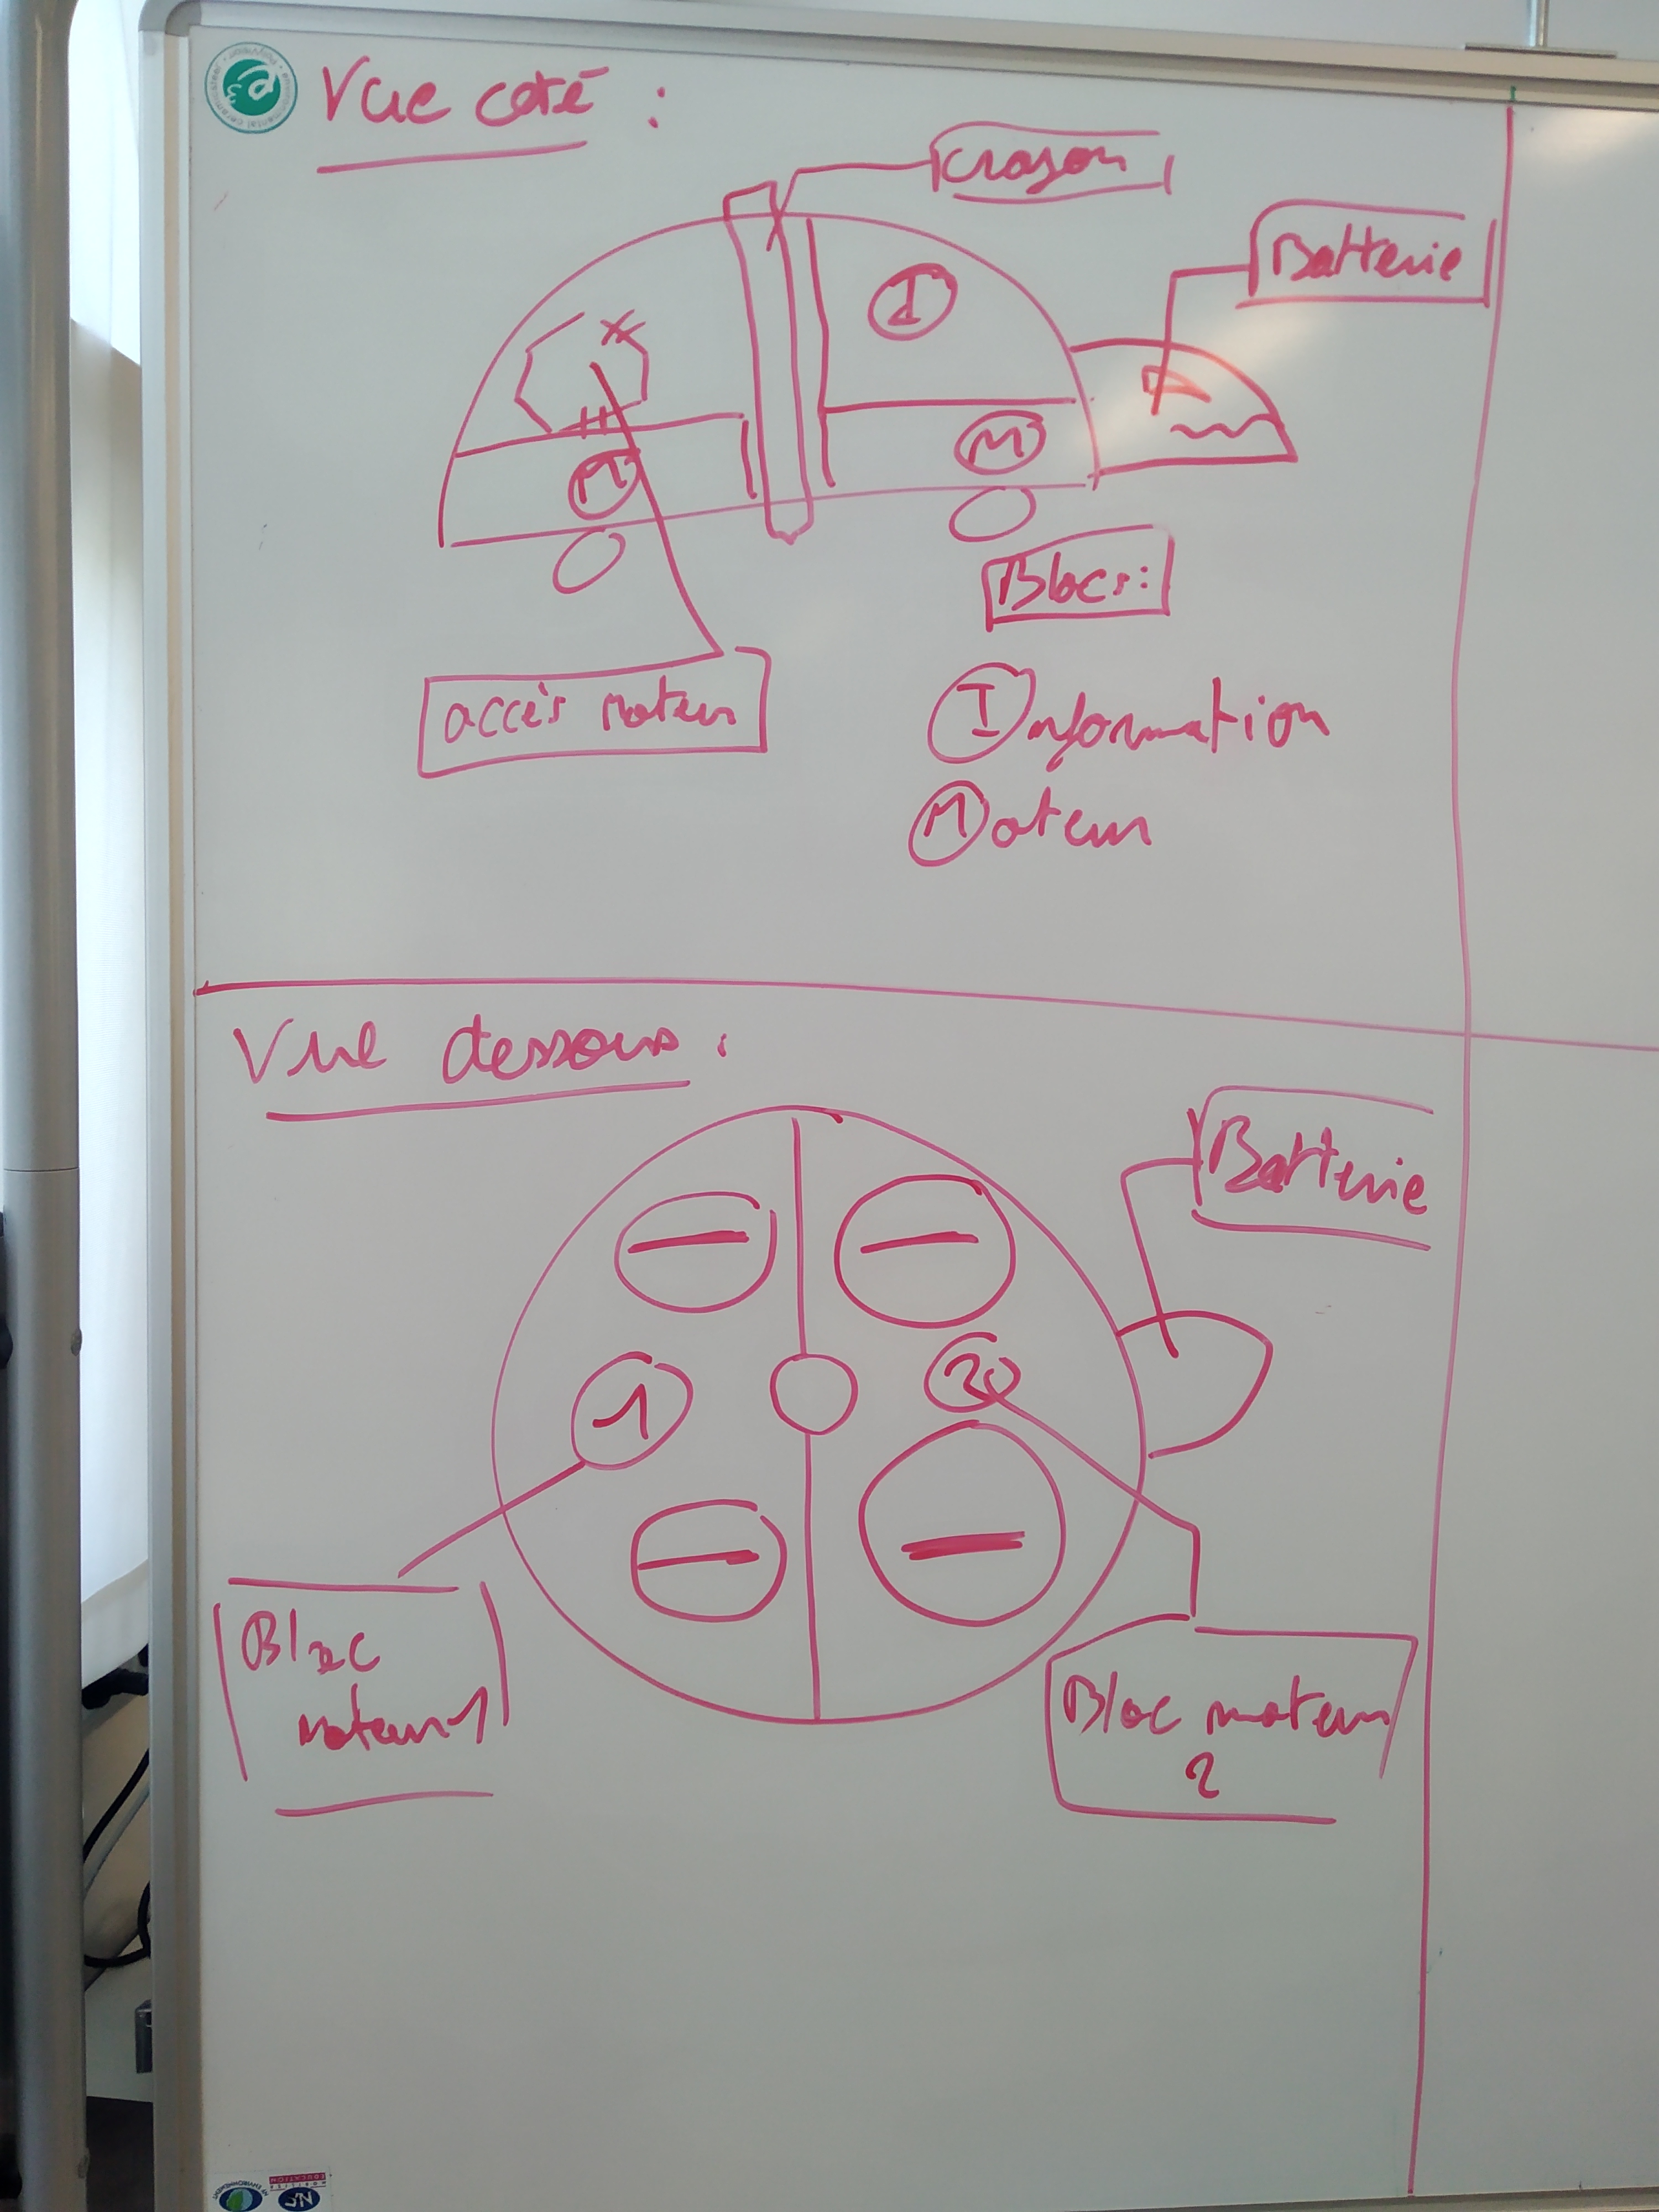 Vue coté :
crayon
Batterie
I
M
M
Blocs:
accès moteur
Information
Moteur
Vue dessous :
Batterie
1
2
Bloc
moteur 1
Bloc moteur
2